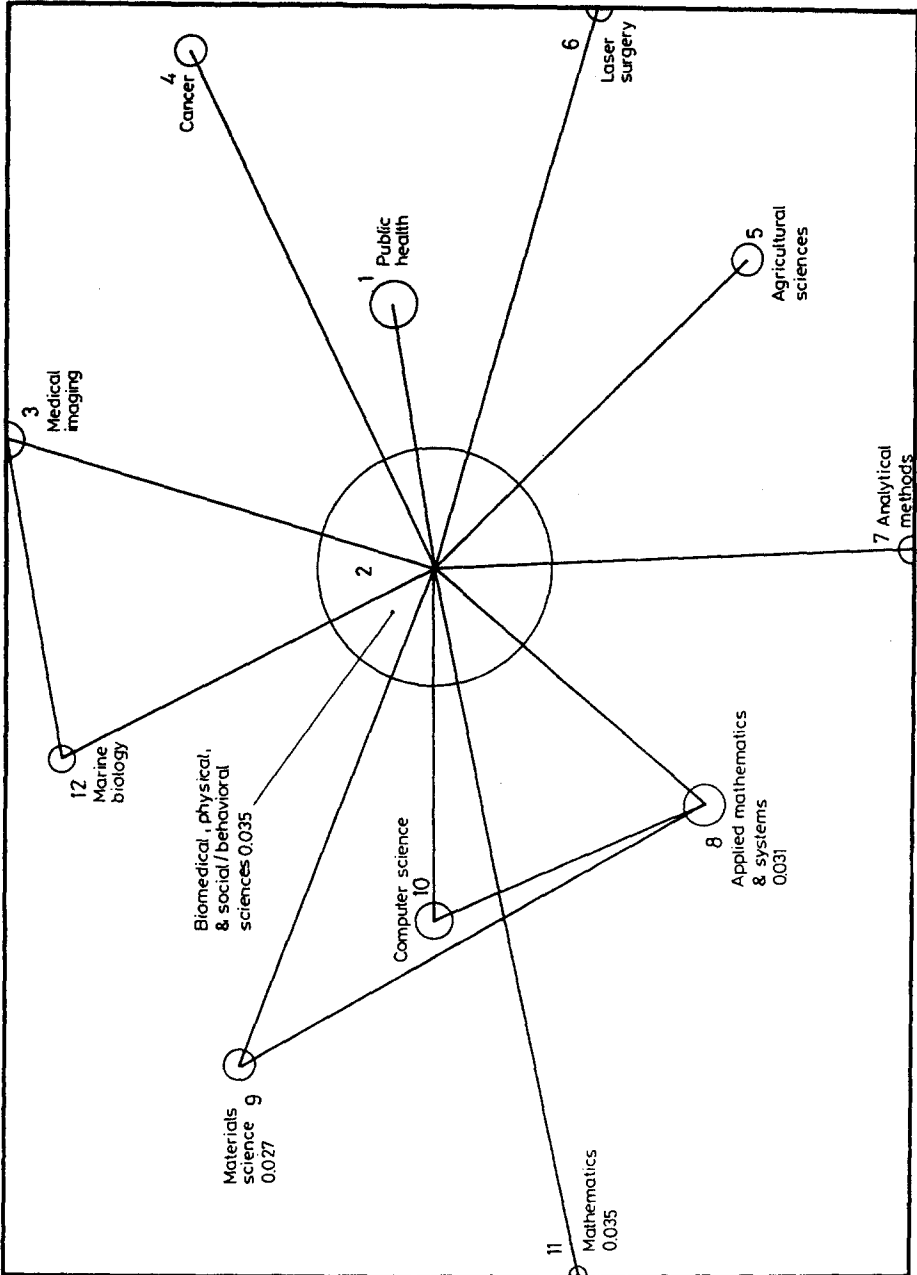 1
Public
health
2
Biomedical, physical,
& social/behavioral
sciences 0.035
3
Medical
imaging
4
Cancer
5
Agricultural
sciences
6
Laser
surgery
7 Analytical
methods
8
Applied mathematics
& systems
0.031
Materials
science 9
0.027
Computer science
10
11
Mathematics
0.035
12
Marine
biology